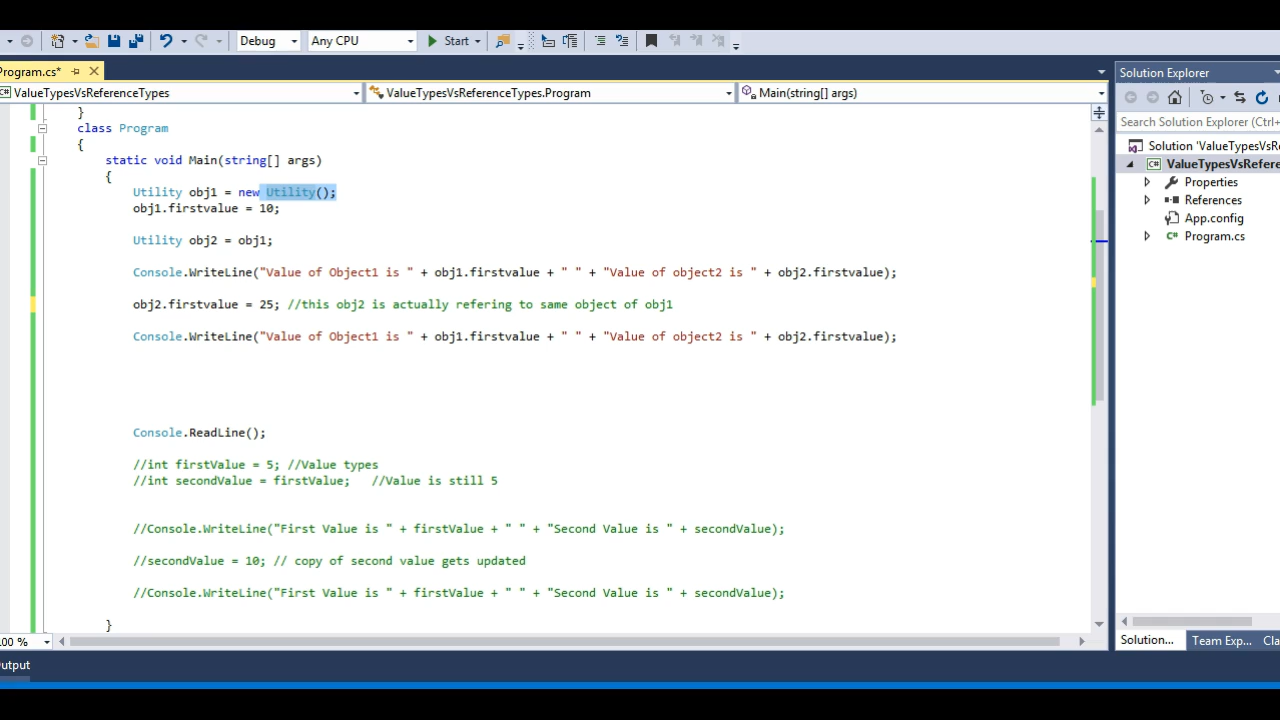 Debug Any CPU Start
Program.cs*
Solution Explorer
ValueTypesVsReferenceTypes ValueTypesVsReferenceTypes.Program Main(string[] args)
}
class Program
{
static void Main(string[] args)
{
Utility obj1 = new Utility();
obj1.firstvalue = 10;
Utility obj2 = obj1;
Console.WriteLine("Value of Object1 is " + obj1.firstvalue + " " + "Value of object2 is " + obj2.firstvalue);
obj2.firstvalue = 25; //this obj2 is actually refering to same object of obj1
Console.WriteLine("Value of Object1 is " + obj1.firstvalue + " " + "Value of object2 is " + obj2.firstvalue);
Console.ReadLine();
//int firstValue = 5; //Value types
//int secondValue = firstValue; //Value is still 5
//Console.WriteLine("First Value is " + firstValue + " " + "Second Value is " + secondValue);
//secondValue = 10; // copy of second value gets updated
//Console.WriteLine("First Value is " + firstValue + " " + "Second Value is " + secondValue);
}
Search Solution Explorer (Ctrl+
Solution 'ValueTypesVsRe
ValueTypesVsRefere
Properties
References
App.config
C# Program.cs
00 %
Solution... Team Exp... Cla
utput